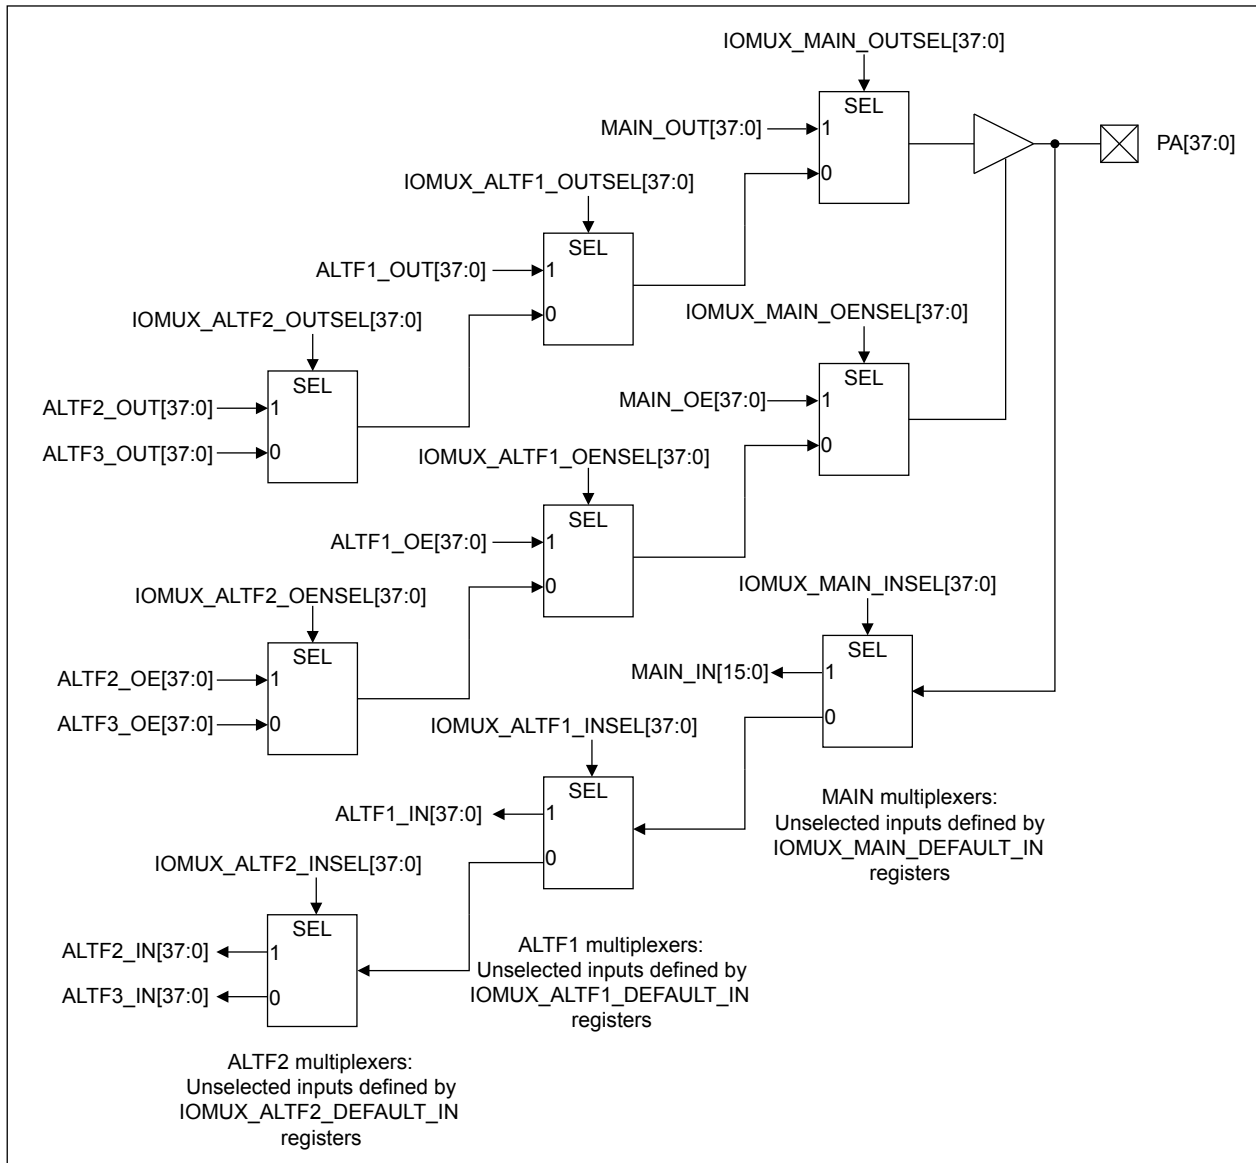 IOMUX_MAIN_OUTSEL[37:0]
SEL
MAIN_OUT[37:0]
1
0
PA[37:0]
IOMUX_ALTF1_OUTSEL[37:0]
SEL
ALTF1_OUT[37:0]
1
0
IOMUX_ALTF2_OUTSEL[37:0]
SEL
ALTF2_OUT[37:0]
1
ALTF3_OUT[37:0]
0
IOMUX_MAIN_OENSEL[37:0]
SEL
MAIN_OE[37:0]
1
0
IOMUX_ALTF1_OENSEL[37:0]
SEL
ALTF1_OE[37:0]
1
0
IOMUX_ALTF2_OENSEL[37:0]
SEL
ALTF2_OE[37:0]
1
ALTF3_OE[37:0]
0
IOMUX_MAIN_INSEL[37:0]
SEL
MAIN_IN[15:0]
1
0
MAIN multiplexers:
Unselected inputs defined by
IOMUX_MAIN_DEFAULT_IN
registers
IOMUX_ALTF1_INSEL[37:0]
SEL
ALTF1_IN[37:0]
1
0
ALTF1 multiplexers:
Unselected inputs defined by
IOMUX_ALTF1_DEFAULT_IN
registers
IOMUX_ALTF2_INSEL[37:0]
SEL
ALTF2_IN[37:0]
1
ALTF3_IN[37:0]
0
ALTF2 multiplexers:
Unselected inputs defined by
IOMUX_ALTF2_DEFAULT_IN
registers